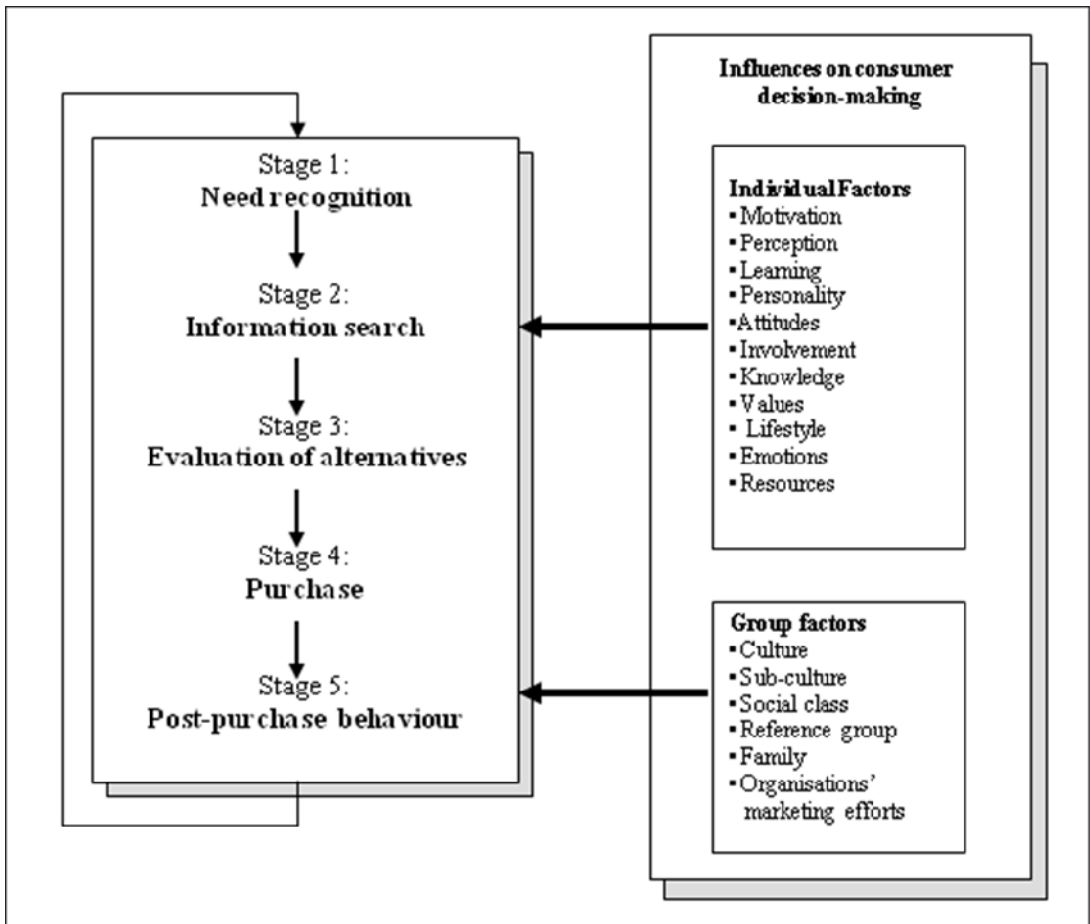 Stage 1:
Need recognition
Stage 2:
Information search
Stage 3:
Evaluation of alternatives
Stage 4:
Purchase
Stage 5:
Post-purchase behaviour
Influences on consumer
decision-making
Individual Factors
▪Motivation
▪Perception
▪Learning
▪Personality
▪Attitudes
▪Involvement
▪Knowledge
▪Values
▪ Lifestyle
▪Emotions
▪Resources
Group factors
▪Culture
▪Sub-culture
▪Social class
▪Reference group
▪Family
▪Organisations’
marketing efforts